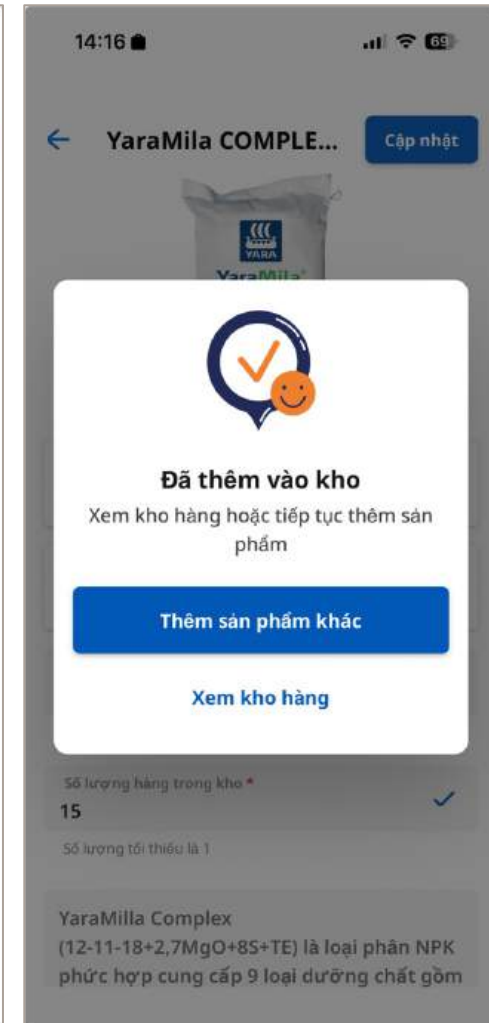 14:16
69
YaraMila COMPLE...
Cập nhật
YARA
YaraMila
Đã thêm vào kho
Xem kho hàng hoặc tiếp tục thêm sản
phẩm
Thêm sản phẩm khác
Xem kho hàng
Số lượng hàng trong kho *
15
Số lượng tối thiểu là 1
YaraMilla Complex
(12-11-18+2,7MgO+8S+TE) là loại phân NPK
phức hợp cung cấp 9 loại dưỡng chất gồm